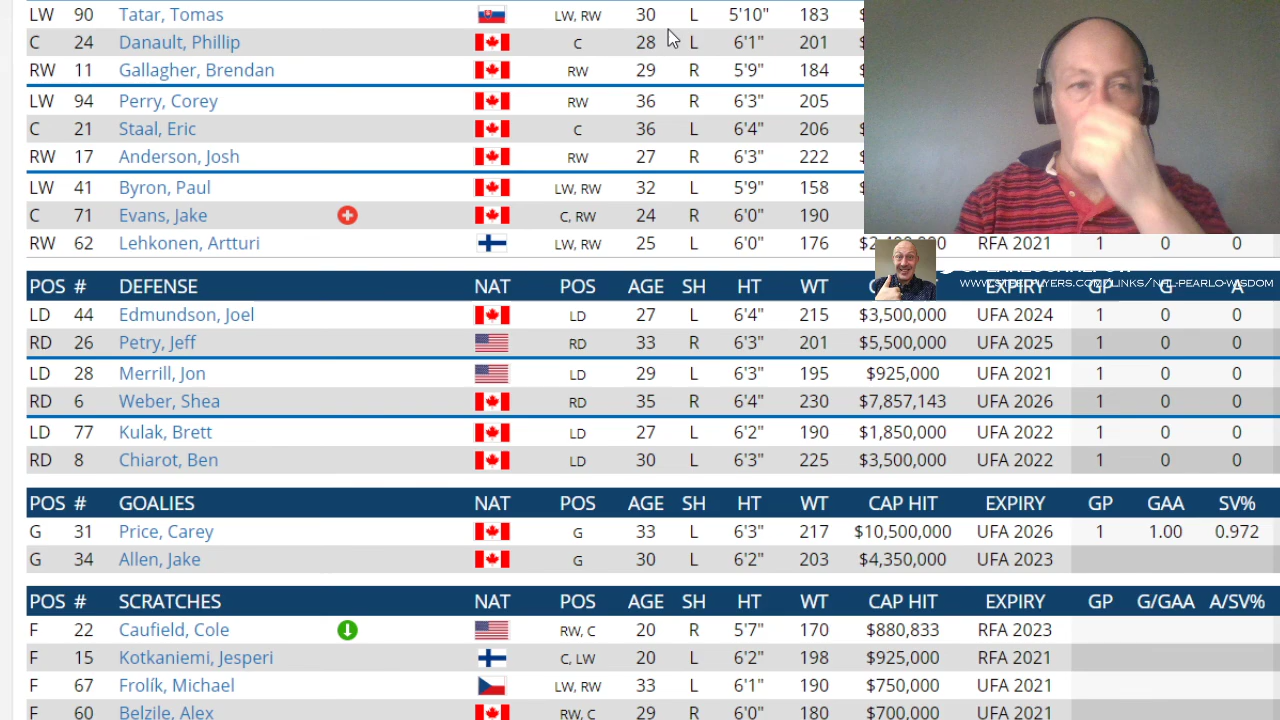 LW 90 Tatar, Tomas LW, RW 30 L 5'10" 183
C 24 Danault, Phillip C 28 L 6'1" 201
RW 11 Gallagher, Brendan RW 29 R 5'9" 184
LW 94 Perry, Corey RW 36 R 6'3" 205
C 21 Staal, Eric C 36 L 6'4" 206
RW 17 Anderson, Josh RW 27 R 6'3" 222
LW 41 Byron, Paul LW, RW 32 L 5'9" 158
C 71 Evans, Jake C, RW 24 R 6'0" 190
RW 62 Lehkonen, Artturi LW, RW 25 L 6'0" 176 RFA 2021 1 0 0
POS # DEFENSE NAT POS AGE SH HT WT EXPIRY GP G A
WWW.STEELFLYERS.COM/LINKS/NHL-PEARLO-WISDOM
LD 44 Edmundson, Joel LD 27 L 6'4" 215 $3,500,000 UFA 2024 1 0 0
RD 26 Petry, Jeff RD 33 R 6'3" 201 $5,500,000 UFA 2025 1 0 0
LD 28 Merrill, Jon LD 29 L 6'3" 195 $925,000 UFA 2021 1 0 0
RD 6 Weber, Shea RD 35 R 6'4" 230 $7,857,143 UFA 2026 1 0 0
LD 77 Kulak, Brett LD 27 L 6'2" 190 $1,850,000 UFA 2022 1 0 0
RD 8 Chiarot, Ben LD 30 L 6'3" 225 $3,500,000 UFA 2022 1 0 0
POS # GOALIES NAT POS AGE SH HT WT CAP HIT EXPIRY GP GAA SV%
G 31 Price, Carey G 33 L 6'3" 217 $10,500,000 UFA 2026 1 1.00 0.972
G 34 Allen, Jake G 30 L 6'2" 203 $4,350,000 UFA 2023
POS # SCRATCHES NAT POS AGE SH HT WT CAP HIT EXPIRY GP G/GAA A/SV%
F 22 Caufield, Cole RW, C 20 R 5'7" 170 $880,833 RFA 2023
F 15 Kotkaniemi, Jesperi C, LW 20 L 6'2" 198 $925,000 RFA 2021
F 67 Frolík, Michael LW, RW 33 L 6'1" 190 $750,000 UFA 2021
F 60 Belzile, Alex RW, C 29 R 6'0" 180 $700,000 UFA 2021